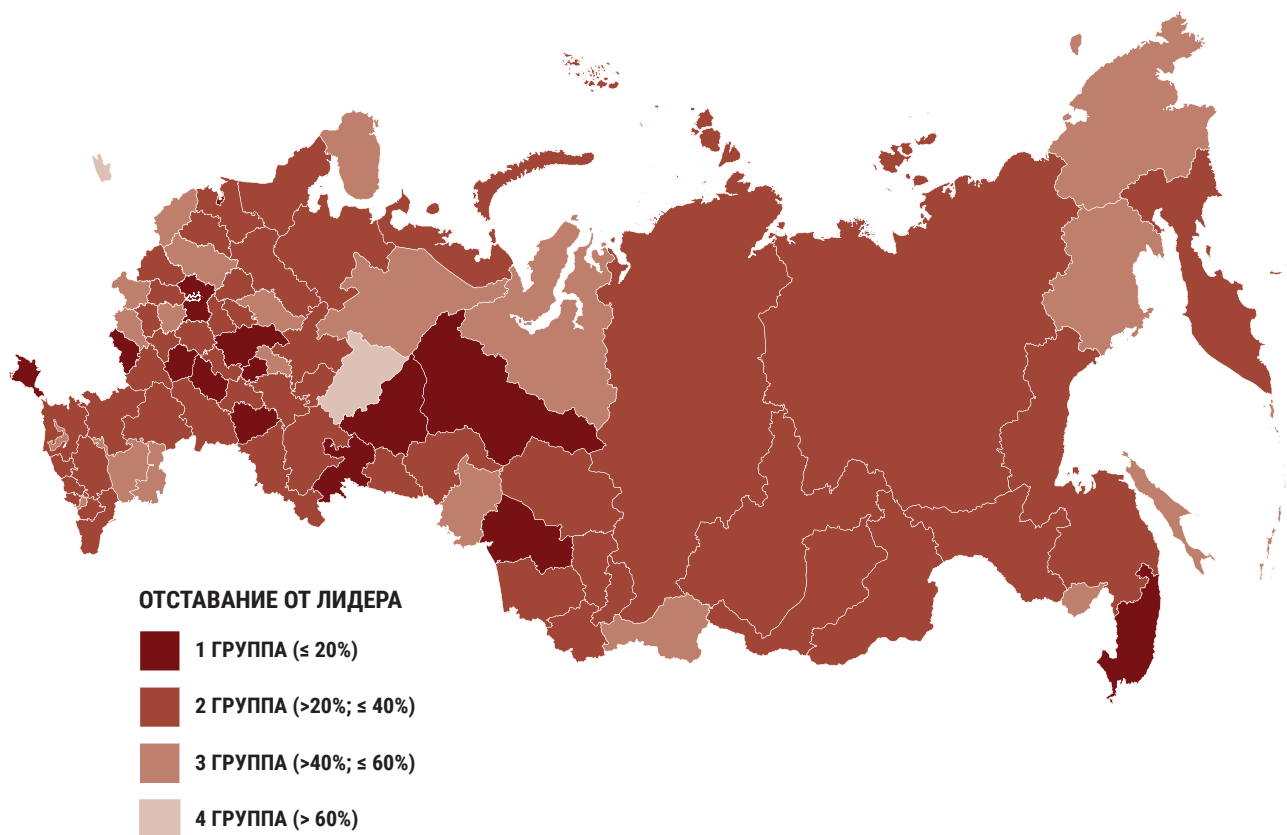 ОТСТАВАНИЕ ОТ ЛИДЕРА
1 ГРУППА (≤ 20%)
2 ГРУППА (>20%; ≤ 40%)
3 ГРУППА (>40%; ≤ 60%)
4 ГРУППА (> 60%)